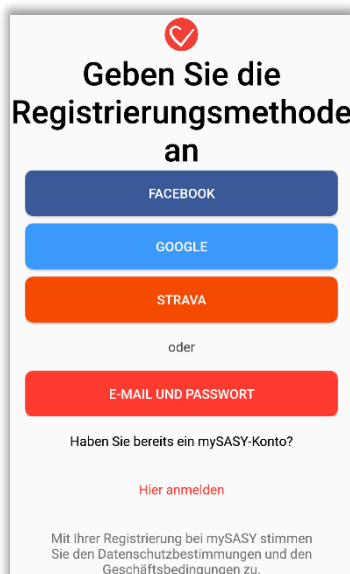 Geben Sie die
Registrierungsmethode
an
FACEBOOK
GOOGLE
STRAVA
oder
E-MAIL UND PASSWORT
Haben Sie bereits ein mySASY-Konto?
Hier anmelden
Mit Ihrer Registrierung bei mySASY stimmen
Sie den Datenschutzbestimmungen und den
Geschäftsbedingungen zu.